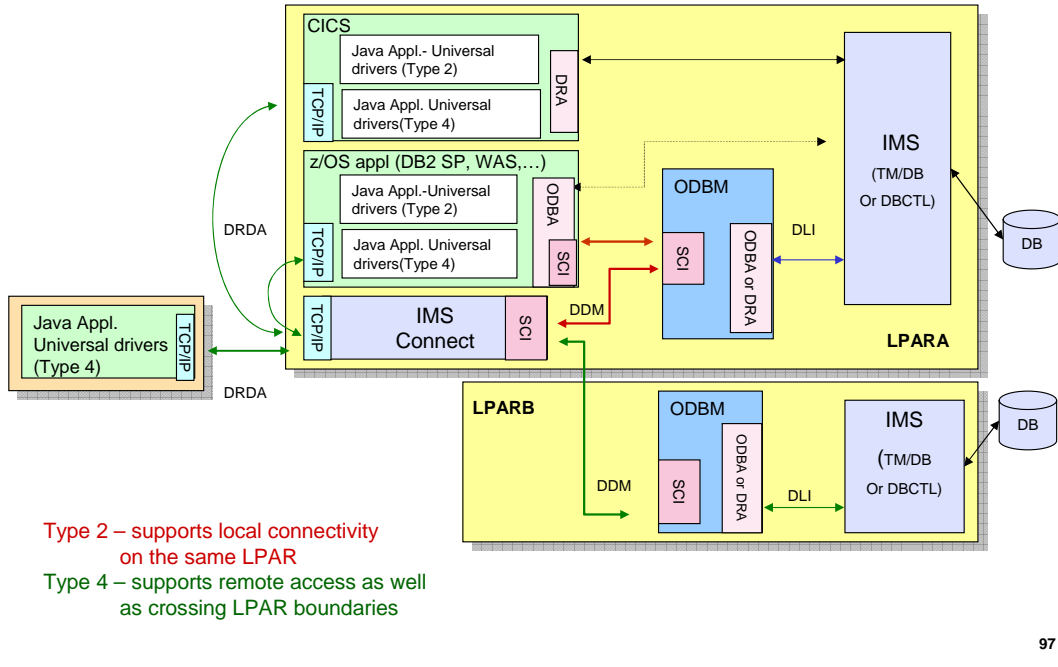 CICS
Java Appl.- Universal
drivers (Type 2)
TCP/IP
Java Appl. Universal
drivers(Type 4)
DRA
z/OS appl (DB2 SP, WAS,…)
Java Appl.-Universal
drivers (Type 2)
TCP/IP
Java Appl. Universal
drivers(Type 4)
ODBA
SCI
IMS
(TM/DB
Or DBCTL)
DB
ODBM
SCI
ODBA or DRA
DLI
DRDA
DDM
TCP/IP
IMS
Connect
SCI
LPARA
Java Appl.
Universal drivers
(Type 4)
TCP/IP
DRDA
LPARB
ODBM
SCI
ODBA or DRA
DDM
DLI
IMS
(TM/DB
Or DBCTL)
DB
Type 2 – supports local connectivity
on the same LPAR
Type 4 – supports remote access as well
as crossing LPAR boundaries
97